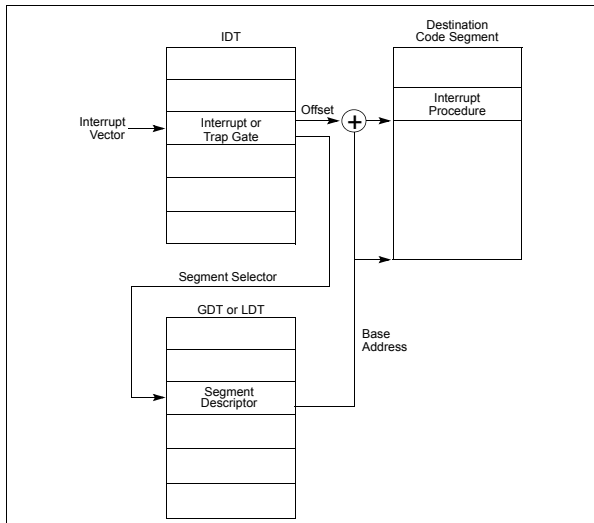 IDT
Destination
Code Segment
Interrupt
Vector
Interrupt or
Trap Gate
Offset
+
Interrupt
Procedure
Segment Selector
GDT or LDT
Segment
Descriptor
Base
Address